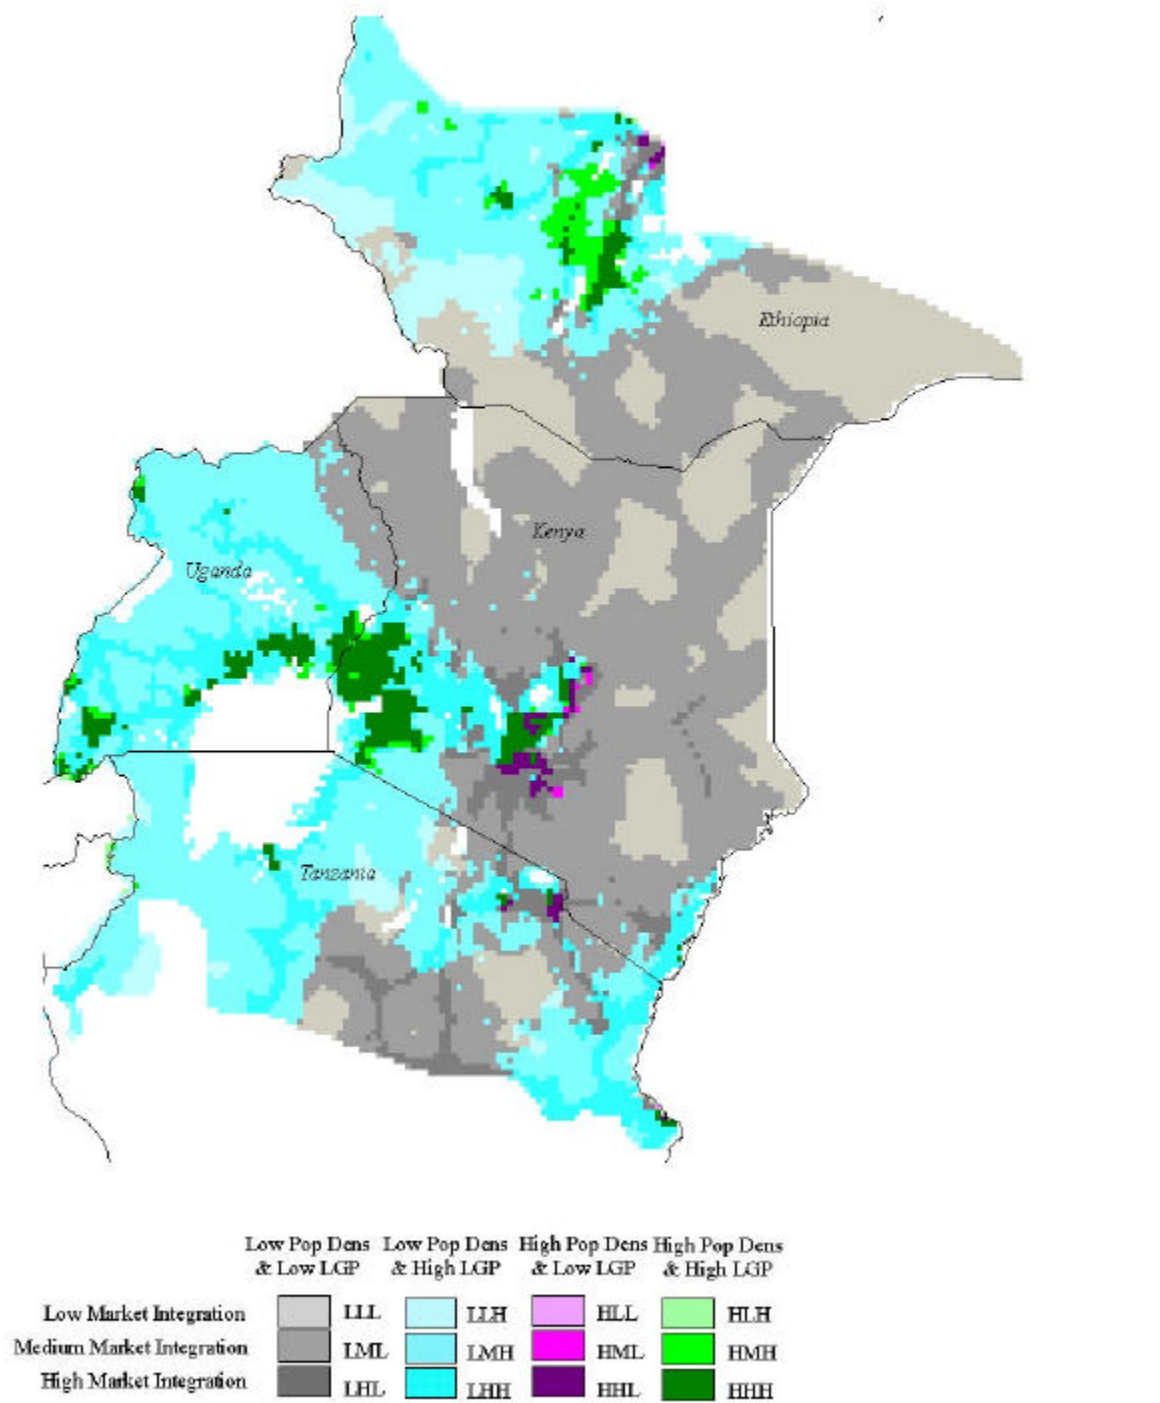 Ethiopia
Kenya
Uganda
Tanzania
Low Pop Dens Low Pop Dens High Pop Dens High Pop Dens
& Low LGP & High LGP & Low LGP & High LGP
Low Market Integration LLL LLH HLL HLH
Medium Market Integration LML LMH HML HMH
High Market Integration LHL LHH HHL HHH